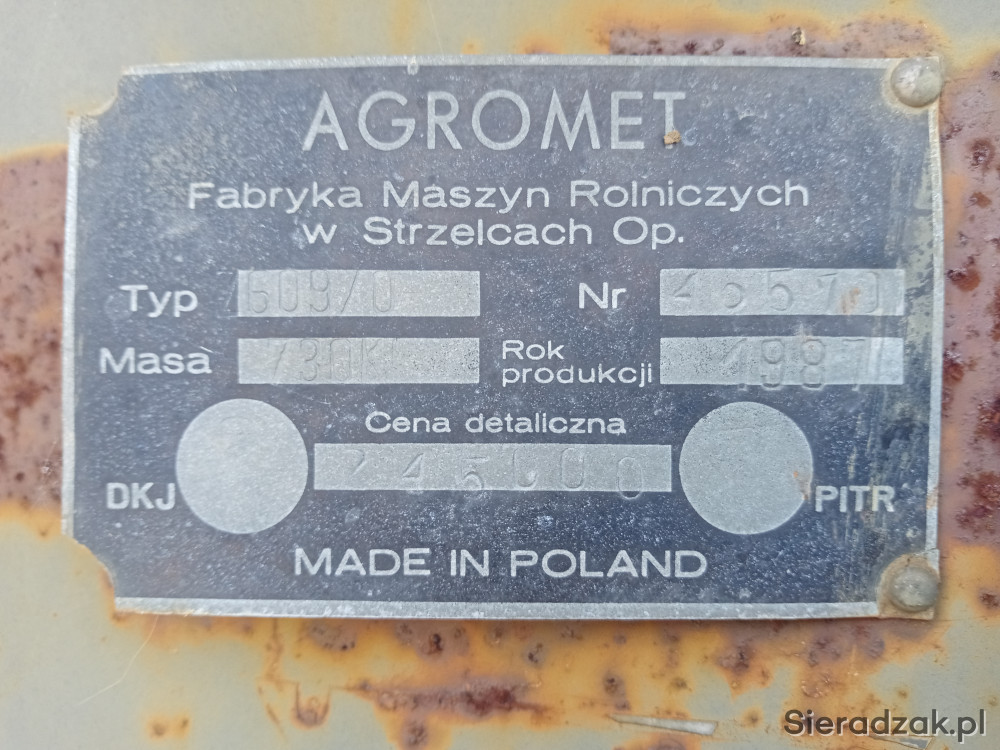 AGROMET
Fabryka Maszyn Rolniczych
w Strzelcach Op.
Typ Nr
Masa Rok produkcji 1987
Cena detaliczna
245000
DKJ PITR
MADE IN POLAND
Sieradzak.pl